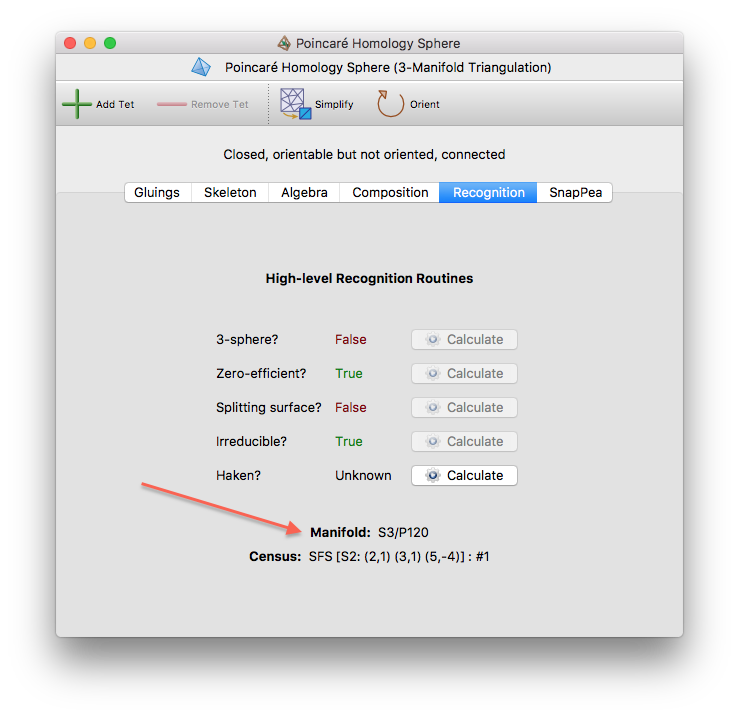 Poincaré Homology Sphere
Poincaré Homology Sphere (3-Manifold Triangulation)
Add Tet Remove Tet Simplify Orient
Closed, orientable but not oriented, connected
Gluings Skeleton Algebra Composition Recognition SnapPea
High-level Recognition Routines
3-sphere? False Calculate
Zero-efficient? True Calculate
Splitting surface? False Calculate
Irreducible? True Calculate
Haken? Unknown Calculate
Manifold: S3/P120
Census: SFS [S2: (2,1) (3,1) (5,-4)] : #1